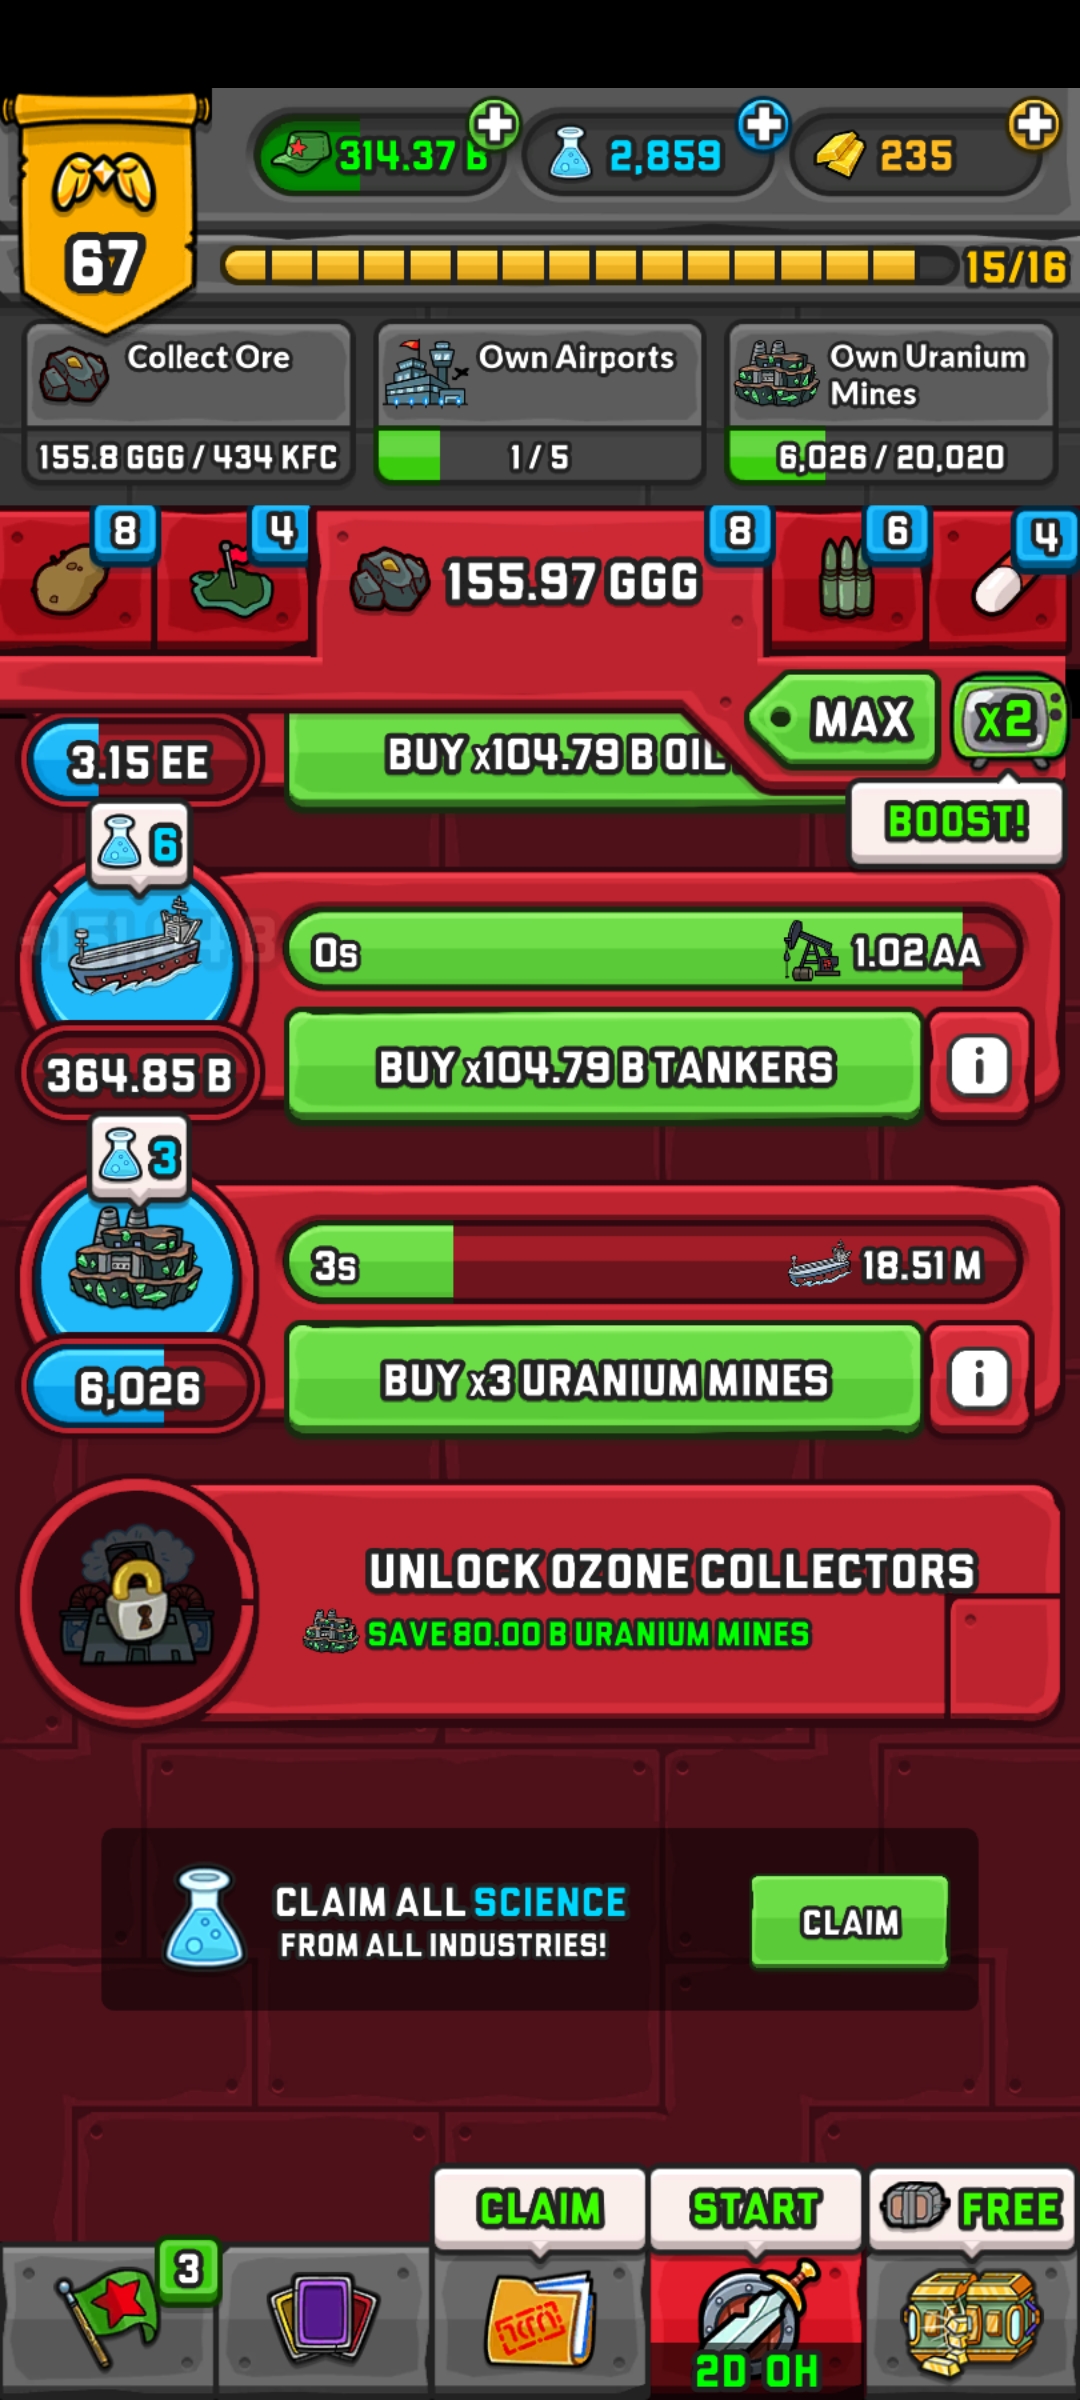 314.37 B
2,859
235
67
15/16
Collect Ore
155.8 GGG / 434 KFC
Own Airports
1 / 5
Own Uranium
Mines
6,026 / 20,020
8
4
155.97 GGG
8
6
4
MAX
x2
BOOST!
3.15 EE
BUY x104.79 B OIL
6
0s
1.02 AA
364.85 B
BUY x104.79 B TANKERS
i
3
3s
18.51 M
6,026
BUY x3 URANIUM MINES
i
UNLOCK OZONE COLLECTORS
SAVE 80.00 B URANIUM MINES
CLAIM ALL SCIENCE
FROM ALL INDUSTRIES!
CLAIM
CLAIM
START
FREE
3
2D 0H